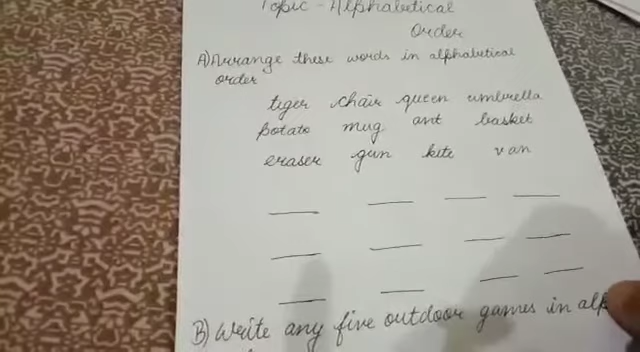 Topic - Alphabetical
Order
A) Arrange these words in alphabetical
order
tiger chair queen umbrella
potato mug ant basket
eraser gun kite van
B) Write any five outdoor games in alp